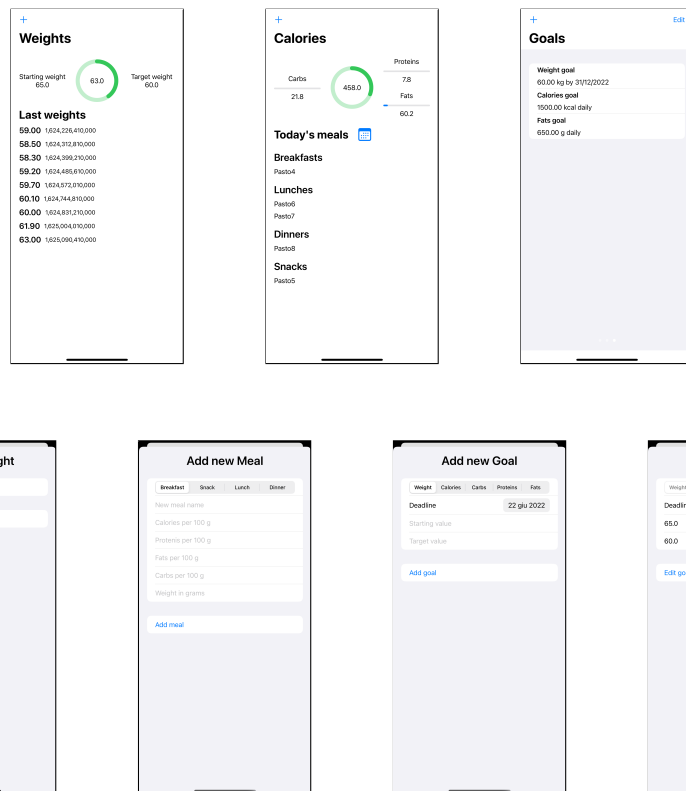 +
Weights
Starting weight
65.0
63.0
Target weight
60.0
Last weights
59.00 1,624,226,410,000
58.50 1,624,312,810,000
58.30 1,624,399,210,000
59.20 1,624,485,610,000
59.70 1,624,572,010,000
60.10 1,624,744,810,000
60.00 1,624,831,210,000
61.90 1,625,004,010,000
63.00 1,625,090,410,000
+
Calories
Carbs
21.8
458.0
Proteins
7.8
Fats
60.2
Today's meals
Breakfasts
Pasto4
Lunches
Pasto6
Pasto7
Dinners
Pasto8
Snacks
Pasto5
+ Edit
Goals
Weight goal
60.00 kg by 31/12/2022
Calories goal
1500.00 kcal daily
Fats goal
650.00 g daily
ght
Add new Meal
Breakfast Snack Lunch Dinner
New meal name
Calories per 100 g
Proteins per 100 g
Fats per 100 g
Carbs per 100 g
Weight in grams
Add meal
Add new Goal
Weight Calories Carbs Proteins Fats
Deadline 22 giu 2022
Starting value
Target value
Add goal
Weight
Deadlin
65.0
60.0
Edit go